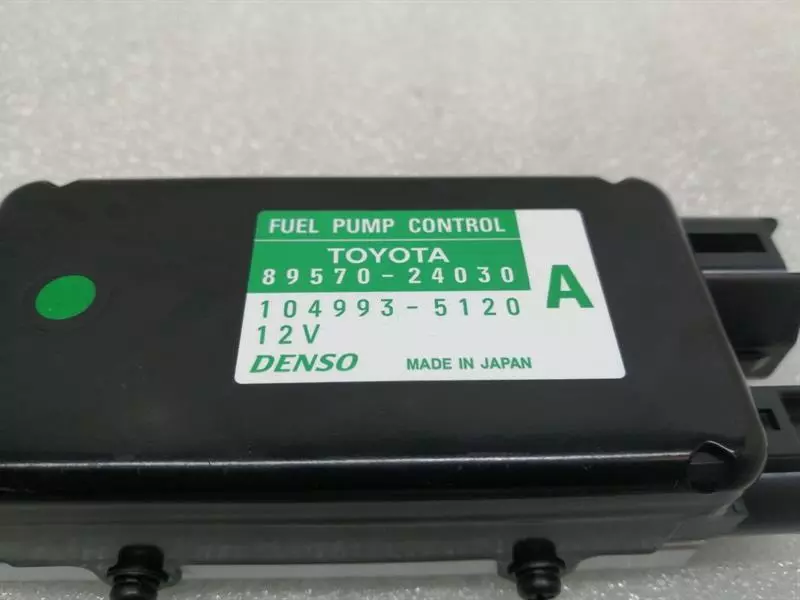 FUEL PUMP CONTROL
TOYOTA
89570-24030
A
104993-5120
12V
DENSO MADE IN JAPAN